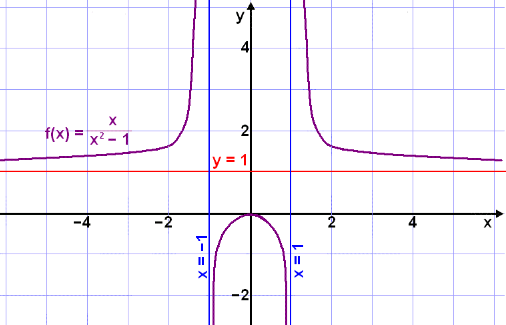 y
4
f(x) = x / x² − 1
2
y = 1
−4
−2
2
4
x
x = −1
x = 1
−2